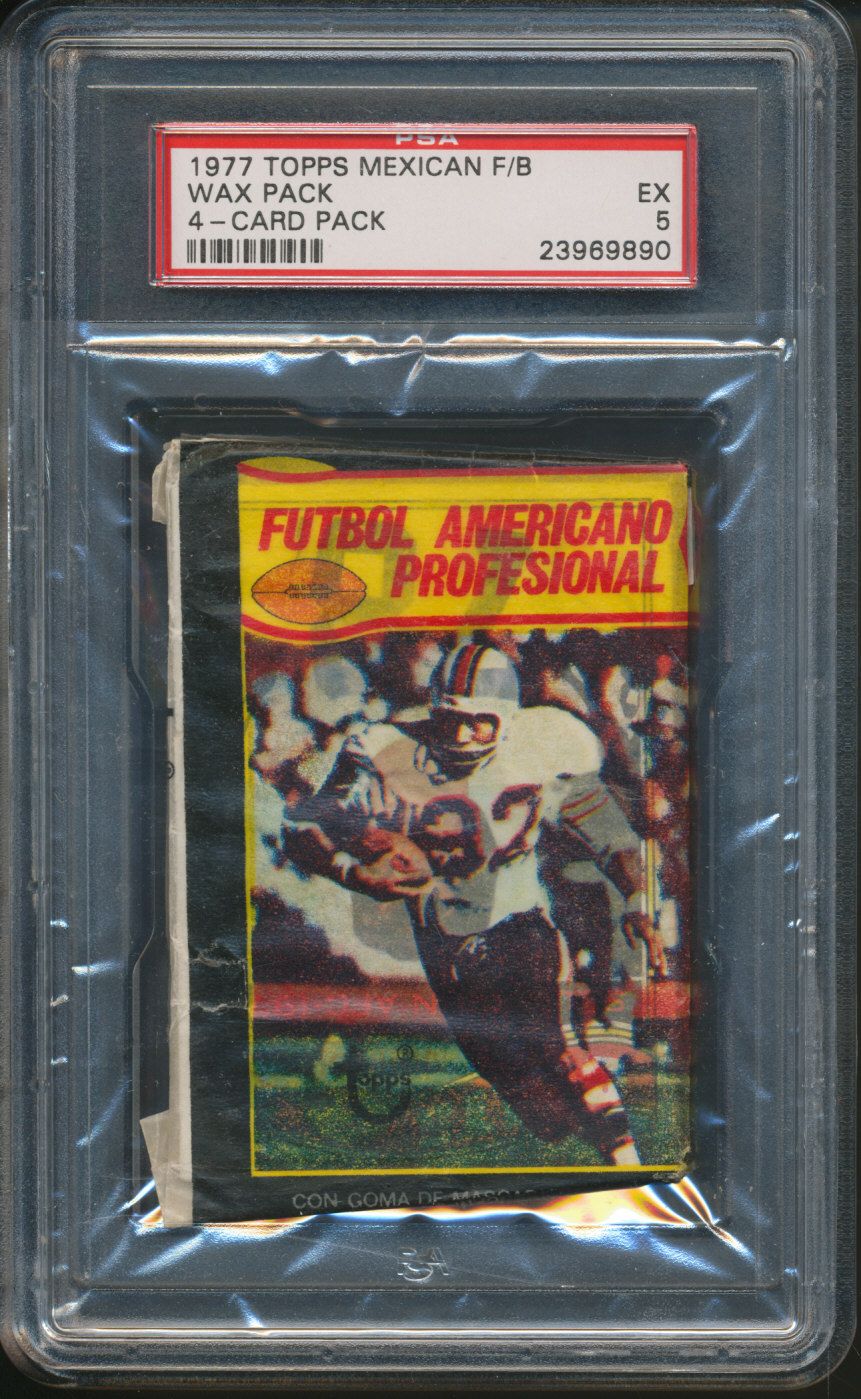 PSA
1977 TOPPS MEXICAN F/B
WAX PACK EX
4-CARD PACK 5
23969890
FUTBOL AMERICANO
PROFESIONAL
topps®
CON GOMA DE MASCAR
PSA